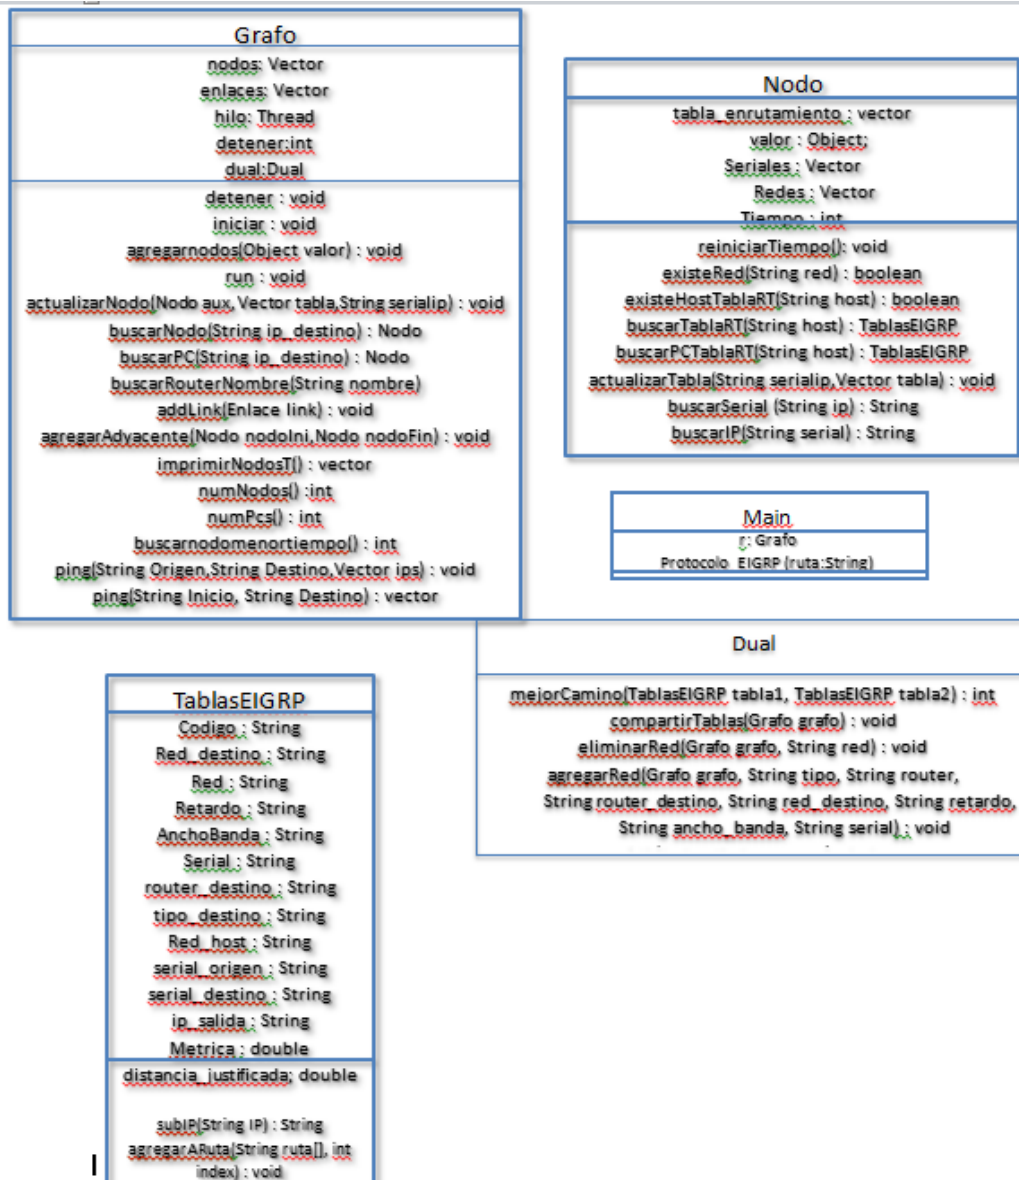 Grafo
nodos: Vector
enlaces: Vector
hilo: Thread
detener:int
dual:Dual
detener : void
iniciar : void
agregarnodos(Object valor) : void
run : void
actualizarNodo(Nodo aux,Vector tabla,String serialip) : void
buscarNodo(String ip_destino) : Nodo
buscarPC(String ip_destino) : Nodo
buscarRouterNombre(String nombre)
addLink(Enlace link) : void
agregarAdyacente(Nodo nodoIni,Nodo nodoFin) : void
imprimirNodosT() : vector
numNodos() :int
numPcs() : int
buscarnodomenortiempo() : int
ping(String Origen,String Destino,Vector ips) : void
ping(String Inicio, String Destino) : vector
Nodo
tabla_enrutamiento : vector
valor : Object;
Seriales : Vector
Redes : Vector
Tiempo : int
reiniciarTiempo(): void
existeRed(String red) : boolean
existeHostTablaRT(String host) : boolean
buscarTablaRT(String host) : TablasEIGRP
buscarPCTablaRT(String host) : TablasEIGRP
actualizarTabla(String serialip,Vector tabla) : void
buscarSerial (String ip) : String
buscarIP(String serial) : String
Main
r: Grafo
Protocolo_EIGRP (ruta:String)
Dual
mejorCamino(TablasEIGRP tabla1, TablasEIGRP tabla2) : int
compartirTablas(Grafo grafo) : void
eliminarRed(Grafo grafo, String red) : void
agregarRed(Grafo grafo, String tipo, String router,
String router_destino, String red_destino, String retardo,
String ancho_banda, String serial) : void
TablasEIGRP
Codigo : String
Red_destino : String
Red : String
Retardo : String
AnchoBanda : String
Serial : String
router_destino : String
tipo_destino : String
Red_host : String
serial_origen : String
serial_destino : String
ip_salida : String
Metrica : double
distancia_justificada; double
subIP(String IP) : String
agregarARuta(String ruta[], int
index) : void